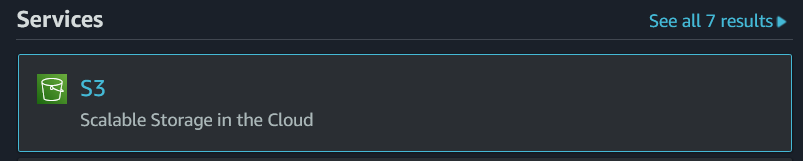 Services
See all 7 results
S3
Scalable Storage in the Cloud